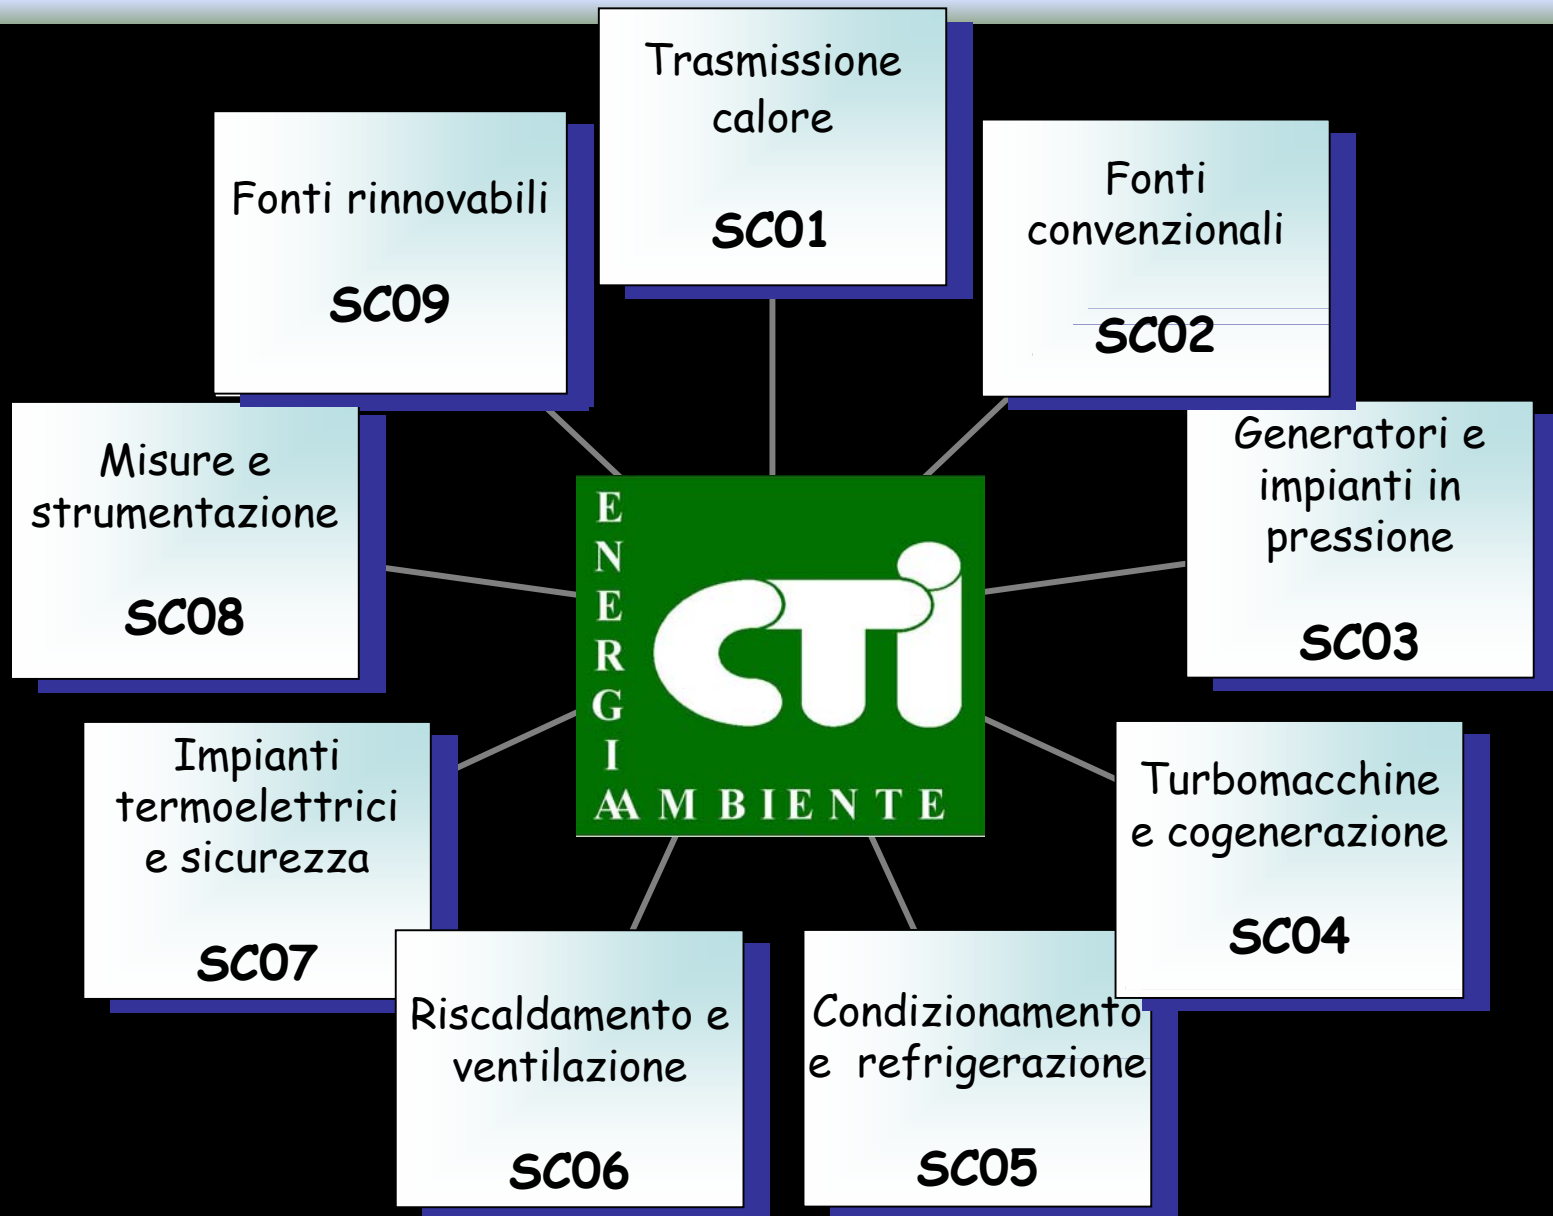 Trasmissione
calore
SC01
Fonti
convenzionali
SC02
Generatori e
impianti in
pressione
SC03
Turbomacchine
e cogenerazione
SC04
Condizionamento
e refrigerazione
SC05
Riscaldamento e
ventilazione
SC06
Impianti
termoelettrici
e sicurezza
SC07
Misure e
strumentazione
SC08
Fonti rinnovabili
SC09
ENERGIA
CTI
AMBIENTE